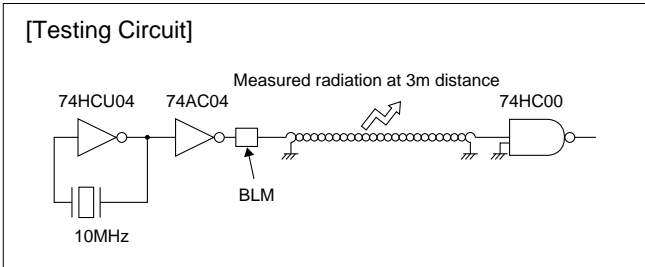 [Testing Circuit]
Measured radiation at 3m distance
74HCU04
74AC04
74HC00
BLM
10MHz